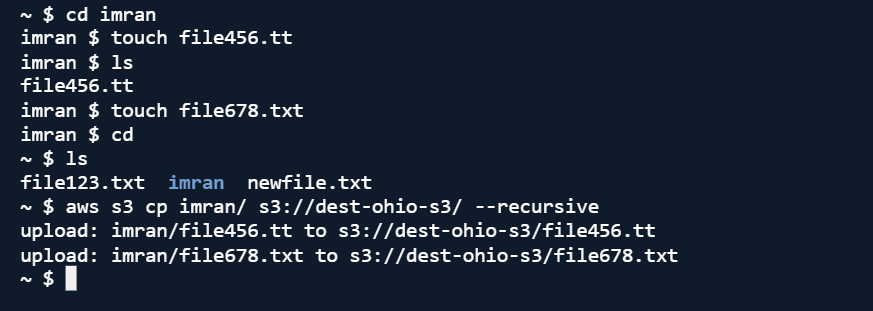 ~ $ cd imran
imran $ touch file456.tt
imran $ ls
file456.tt
imran $ touch file678.txt
imran $ cd
~ $ ls
file123.txt  imran  newfile.txt
~ $ aws s3 cp imran/ s3://dest-ohio-s3/ --recursive
upload: imran/file456.tt to s3://dest-ohio-s3/file456.tt
upload: imran/file678.txt to s3://dest-ohio-s3/file678.txt
~ $